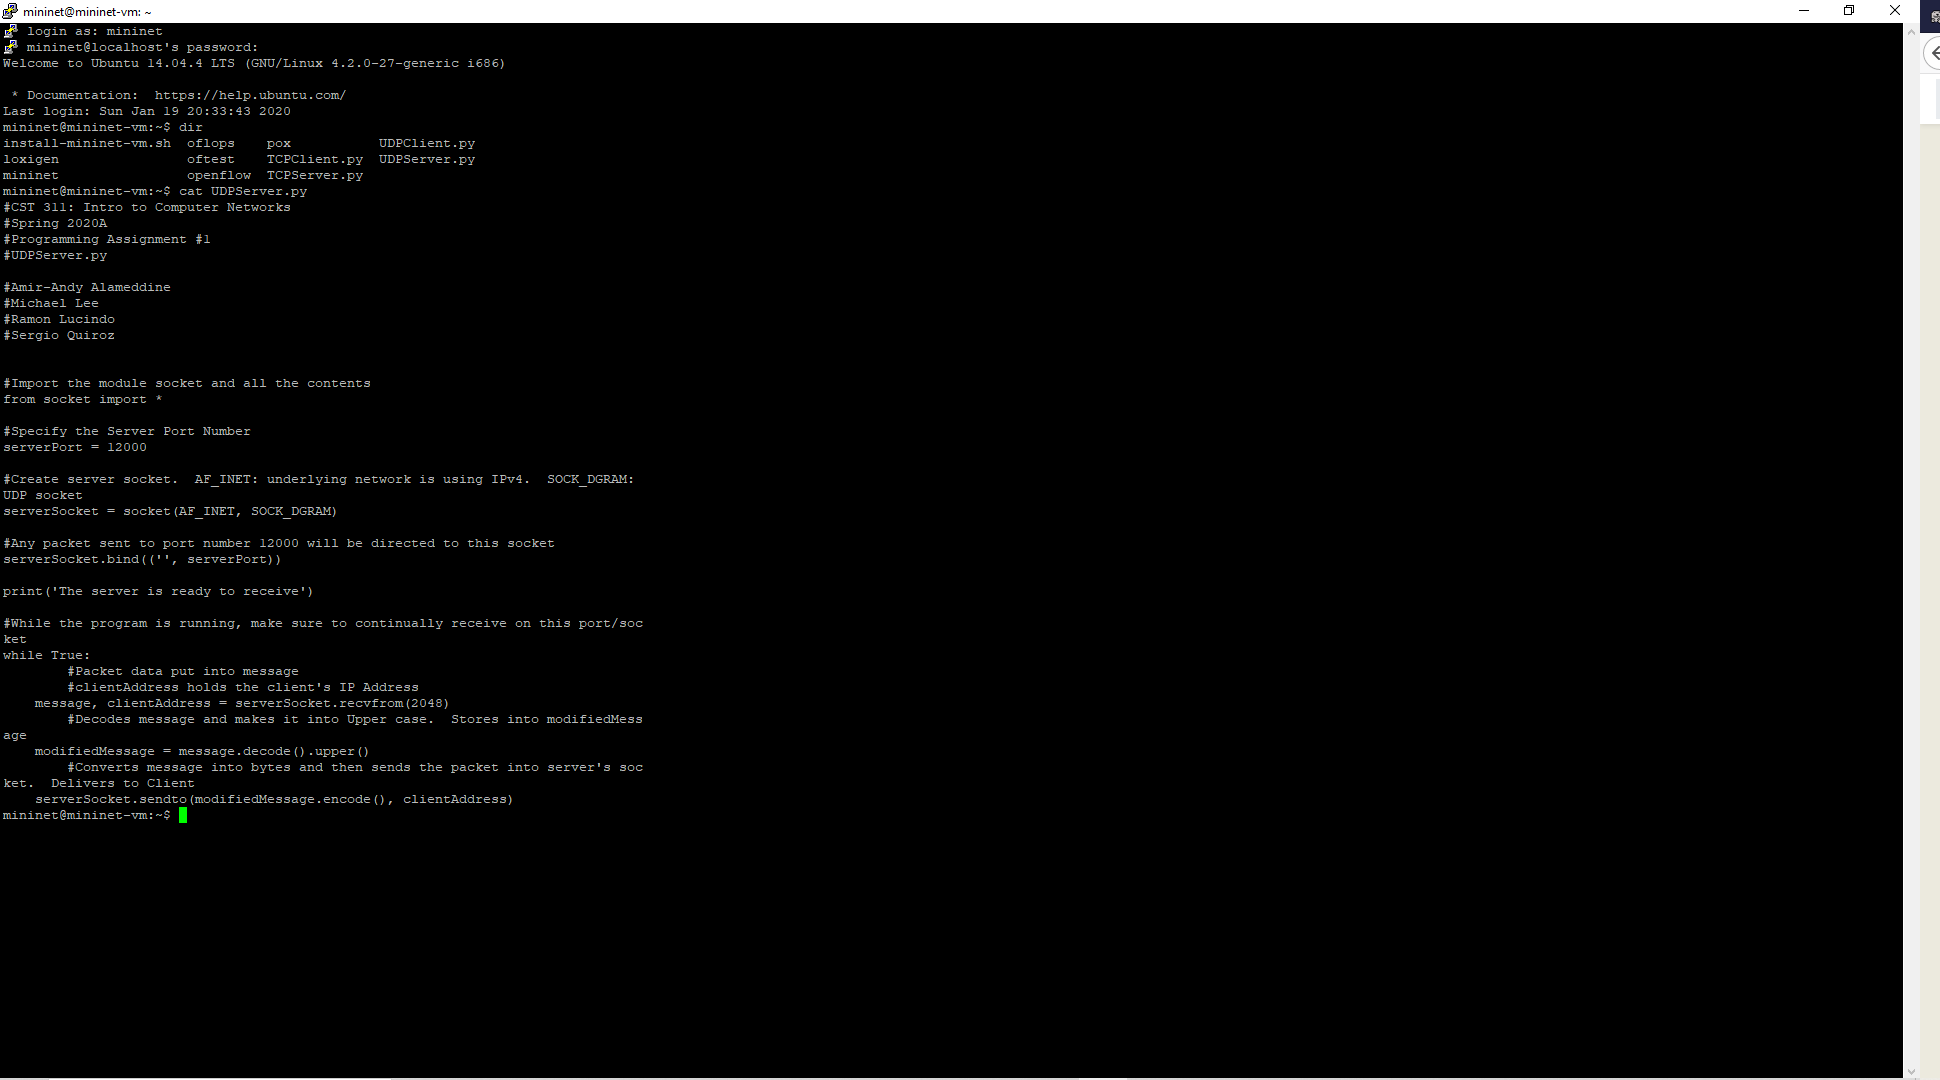 mininet@mininet-vm: ~
login as: mininet
mininet@localhost's password:
Welcome to Ubuntu 14.04.4 LTS (GNU/Linux 4.2.0-27-generic i686)
 * Documentation:  https://help.ubuntu.com/
Last login: Sun Jan 19 20:33:43 2020
mininet@mininet-vm:~$ dir
install-mininet-vm.sh  oflops    pox           UDPClient.py
loxigen                oftest    TCPClient.py  UDPServer.py
mininet                openflow  TCPServer.py
mininet@mininet-vm:~$ cat UDPServer.py
#CST 311: Intro to Computer Networks
#Spring 2020A
#Programming Assignment #1
#UDPServer.py
#Amir-Andy Alameddine
#Michael Lee
#Ramon Lucindo
#Sergio Quiroz
#Import the module socket and all the contents
from socket import *
#Specify the Server Port Number
serverPort = 12000
#Create server socket.  AF_INET: underlying network is using IPv4.  SOCK_DGRAM:
UDP socket
serverSocket = socket(AF_INET, SOCK_DGRAM)
#Any packet sent to port number 12000 will be directed to this socket
serverSocket.bind(('', serverPort))
print('The server is ready to receive')
#While the program is running, make sure to continually receive on this port/soc
ket
while True:
        #Packet data put into message
        #clientAddress holds the client's IP Address
    message, clientAddress = serverSocket.recvfrom(2048)
        #Decodes message and makes it into Upper case.  Stores into modifiedMess
age
    modifiedMessage = message.decode().upper()
        #Converts message into bytes and then sends the packet into server's soc
ket.  Delivers to Client
    serverSocket.sendto(modifiedMessage.encode(), clientAddress)
mininet@mininet-vm:~$